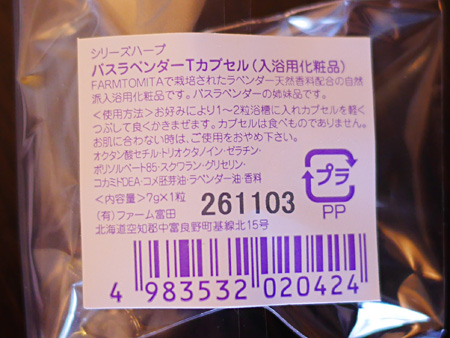 シリーズハーブ
バスラベンダーTカプセル(入浴用化粧品)
FARMTOMITAで栽培されたラベンダー天然香料配合の自然
派入浴用化粧品です。バスラベンダーの姉妹品です。
<使用方法>お好みにより1~2粒浴槽に入れカプセルを軽く
つぶして良くかきまぜます。カプセルは食べものでありません。
お肌に合わない時は、ご使用をおやめ下さい。
オクタン酸セチル・トリオクタノイン・ゼラチン・
ポリソルベート85・スクワラン・グリセリン・
コカミドDEA・コメ胚芽油・ラベンダー油・香料
<内容量>7g×1粒
261103
(有)ファーム富田
北海道空知郡中富良野町基線北15号
プラ
PP
4 983532 020424